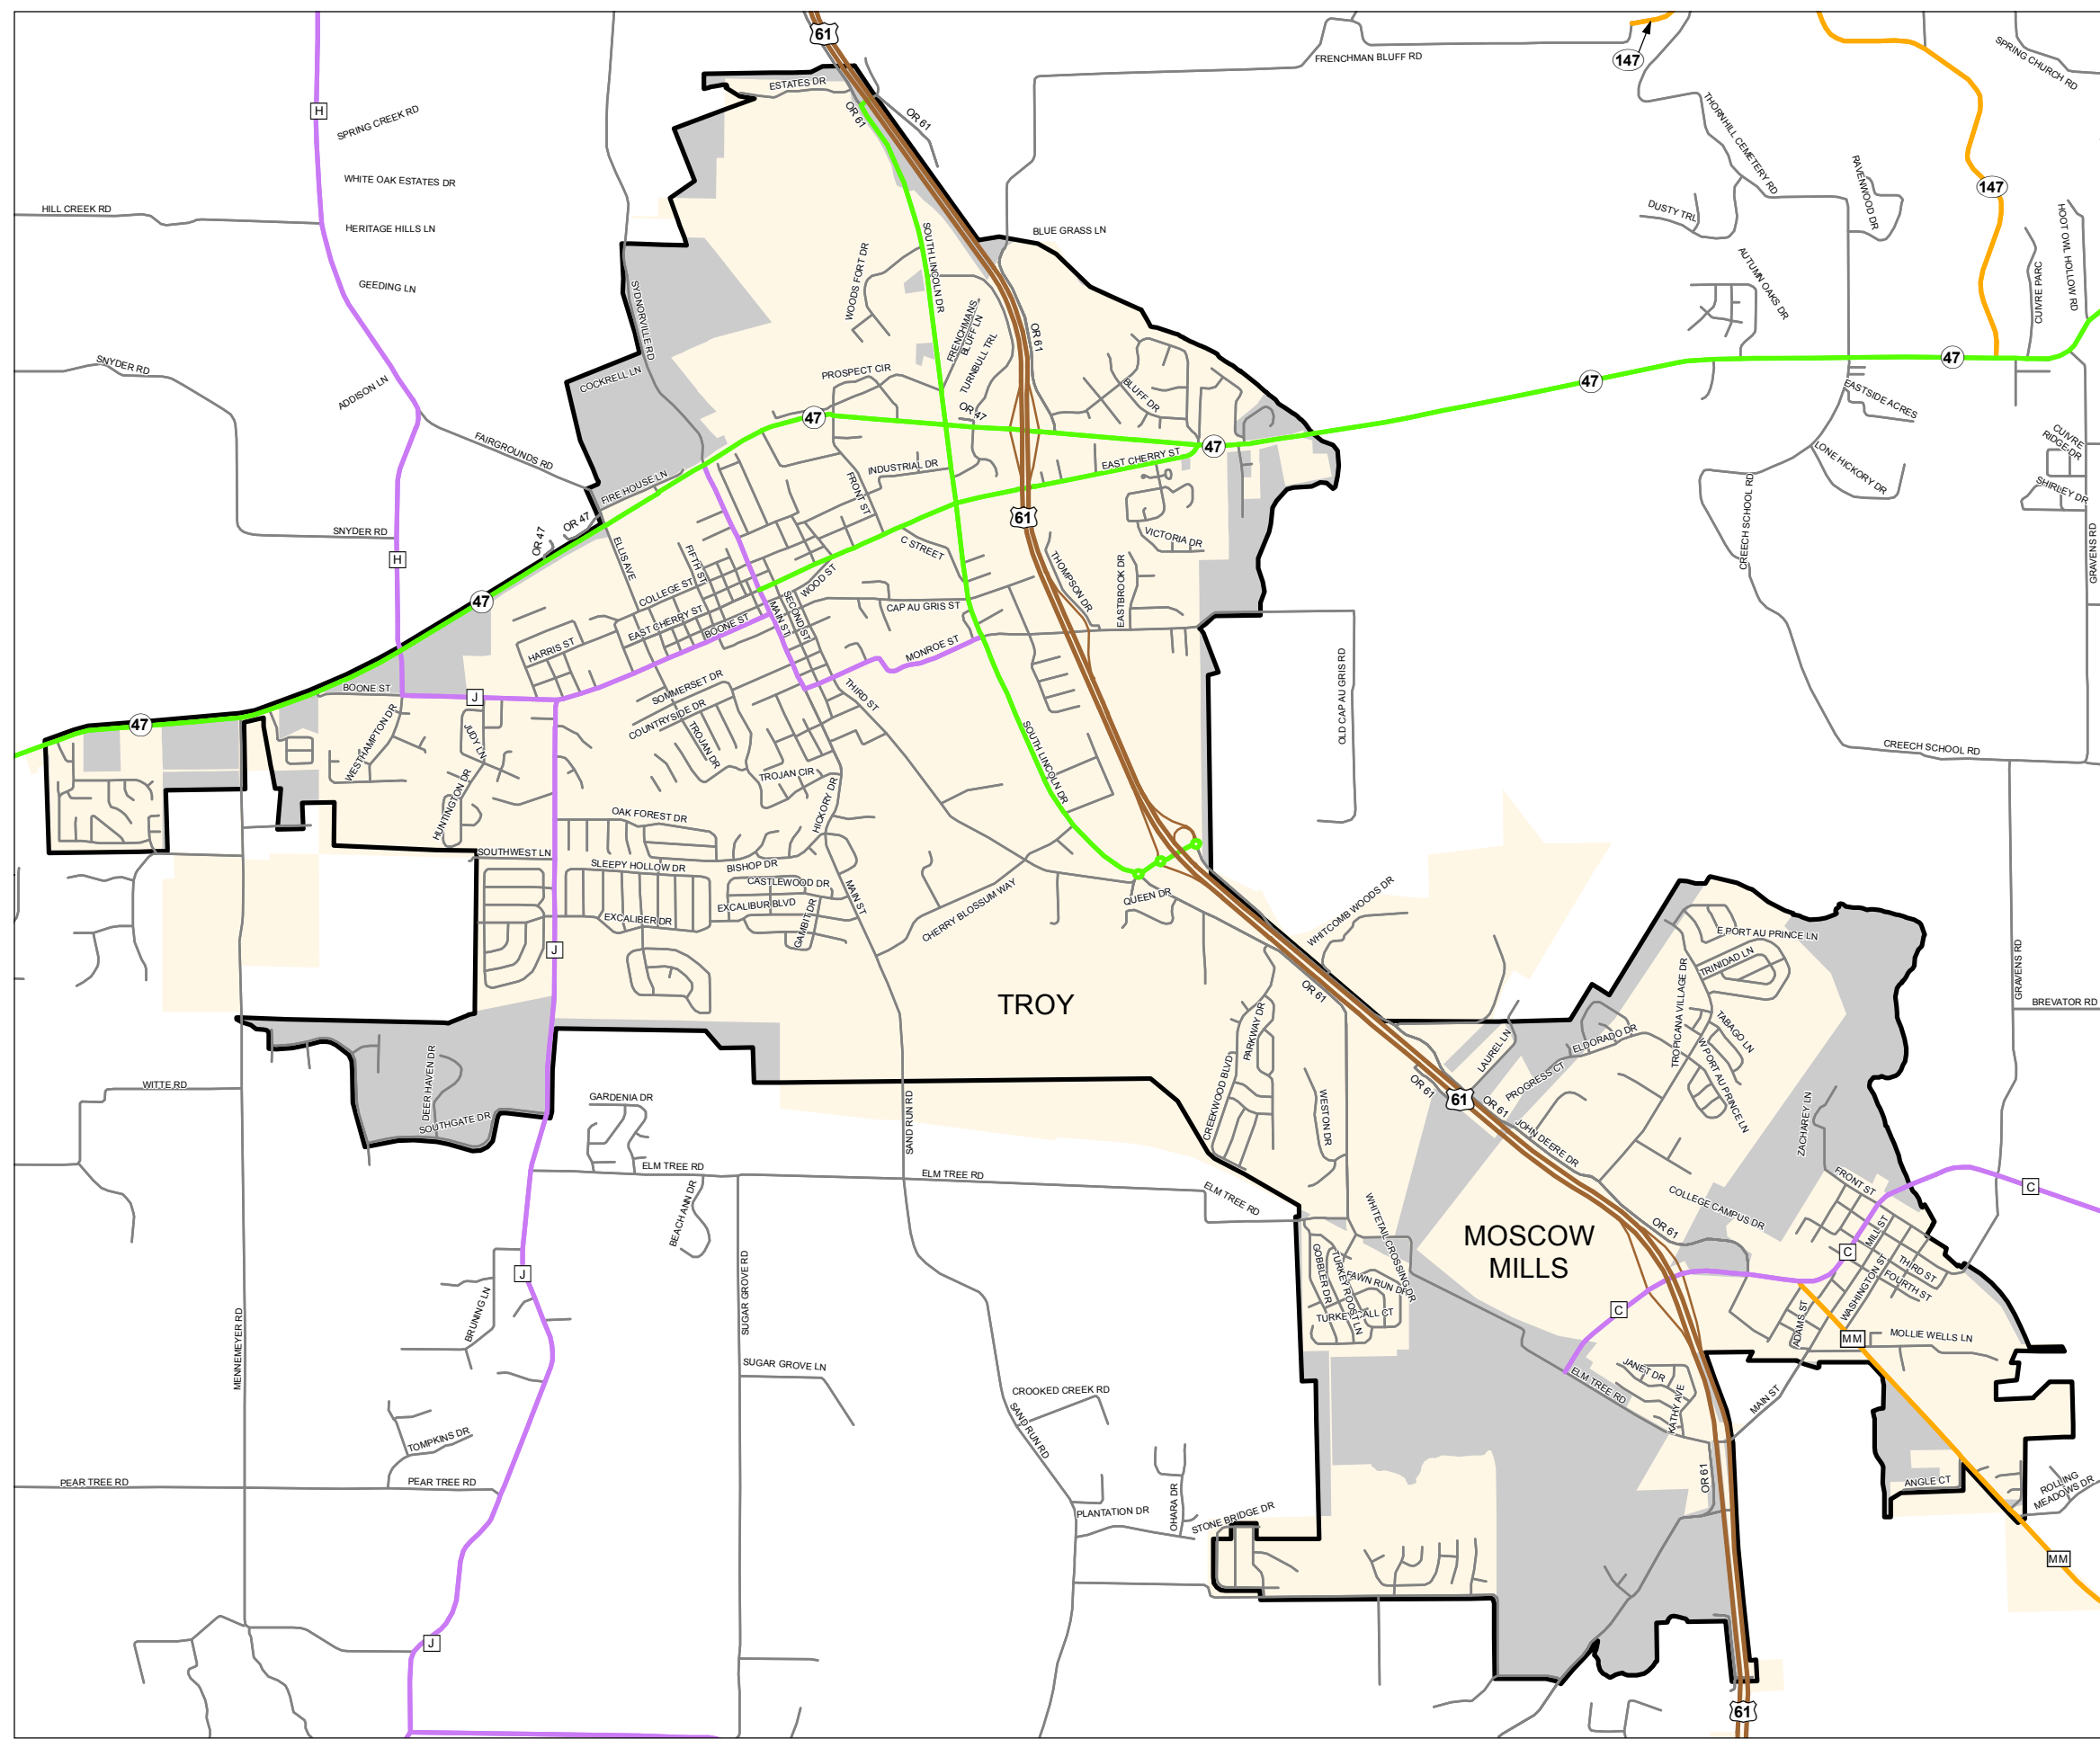 61
FRENCHMAN BLUFF RD
147
SPRING CHURCH RD
ESTATES DR
OR 61
OR 61
H
SPRING CREEK RD
THORNHILL CEMETERY RD
WHITE OAK ESTATES DR
RAVENWOOD DR
147
HILL CREEK RD
HERITAGE HILLS LN
BLUE GRASS LN
DUSTY TRL
HOOT OWL HOLLOW RD
SOUTH LINCOLN DR
WOODS FORT DR
AUTUMN OAKS DR
CUIVRE PARC
GEEDING LN
SYDNORVILLE RD
FRENCHMANS
BLUFF LN
OR 61
TURNBULL TRL
SNYDER RD
ADDISON LN
COCKRELL LN
PROSPECT CIR
BLUFF DR
47
47
EASTSIDE ACRES
47
OR 47
47
FAIRGROUNDS RD
EAST CHERRY ST
INDUSTRIAL DR
CUIVRE
RIDGE DR
LONE HICKORY DR
SHIRLEY DR
FIRE HOUSE LN
FRONT ST
CREECH SCHOOL RD
GRAVENS RD
SNYDER RD
OR 47
OR 47
61
VICTORIA DR
H
ELLIS AVE
FIFTH ST
C STREET
THOMPSON DR
EASTBROOK DR
47
COLLEGE ST
WOOD ST
SECOND ST
MAIN ST
CAP AU GRIS ST
EAST CHERRY ST
BOONE ST
HARRIS ST
MONROE ST
OLD CAP AU GRIS RD
BOONE ST
J
SOMMERSET DR
COUNTRYSIDE DR
THIRD ST
TROJAN DR
47
WESTHAMPTON DR
JUDY LN
SOUTH LINCOLN DR
CREECH SCHOOL RD
TROJAN CIR
HUNTINGTON DR
HICKORY DR
OAK FOREST DR
SOUTHWEST LN
SLEEPY HOLLOW DR
BISHOP DR
CASTLEWOOD DR
MAIN ST
QUEEN DR
EXCALIBUR BLVD
EXCALIBER DR
GAMBIT DR
CHERRY BLOSSOM WAY
WHITCOMB WOODS DR
E PORT AU PRINCE LN
TRINIDAD LN
J
TROY
OR 61
GRAVENS RD
BREVATOR RD
TROPICANA VILLAGE DR
TABAGO LN
W PORT AU PRINCE LN
ELDORADO DR
LAUREL LN
PROGRESS CT
PARKWAY DR
CREEKWOOD BLVD
WESTON DR
OR 61
61
OR 61
JOHN DEERE DR
ZACHAREY LN
WITTE RD
DEER HAVEN DR
SOUTHGATE DR
GARDENIA DR
SAND RUN RD
ELM TREE RD
ELM TREE RD
ELM TREE RD
FRONT ST
C
COLLEGE CAMPUS DR
BEACH ANN DR
WHITETAIL CROSSING DR
OR 61
MILL ST
MOSCOW
MILLS
C
J
GOBBLER DR
TURKEY ROOST LN
FAWN RUN DR
TURKEY CALL CT
THIRD ST
FOURTH ST
WASHINGTON ST
C
ADAMS ST
MM
MOLLIE WELLS LN
BRUNING LN
SUGAR GROVE RD
MENNEMEYER RD
SUGAR GROVE LN
JANET DR
ELM TREE RD
KATHY AVE
MAIN ST
CROOKED CREEK RD
SAND RUN RD
TOMPKINS DR
PEAR TREE RD
PEAR TREE RD
OR 61
ANGLE CT
ROLLING
MEADOWS DR
PLANTATION DR
OHARA DR
STONE BRIDGE DR
MM
J
61